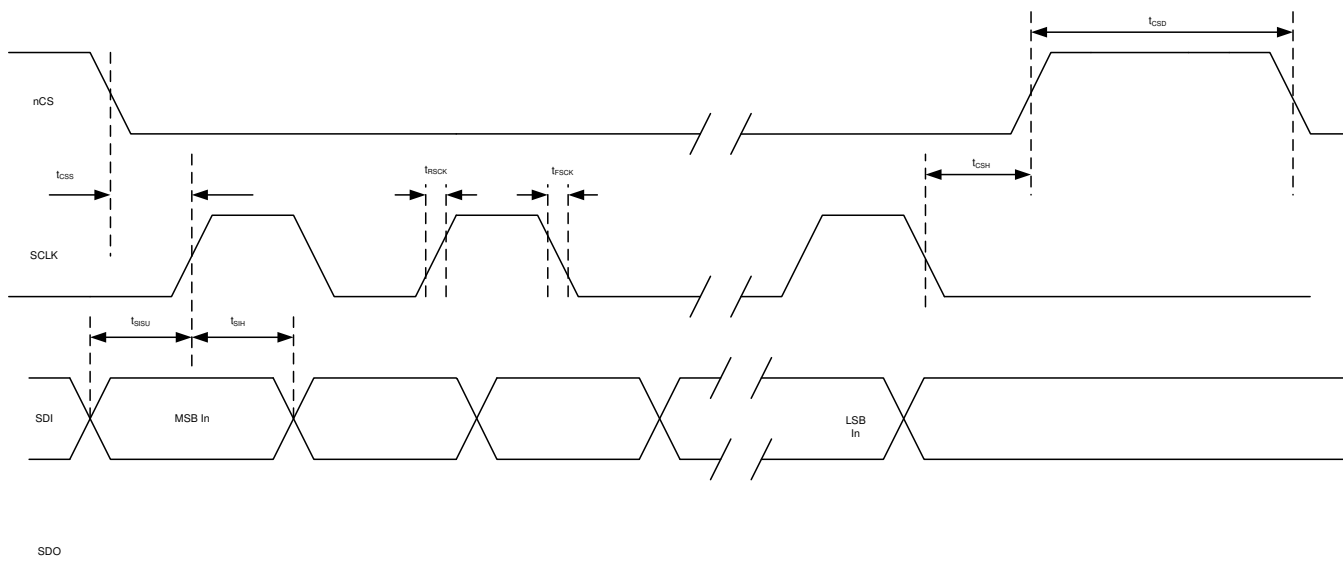 tCSD
nCS
tCSH
tCSS
tRSCK
tFSCK
SCLK
tSISU
tSIH
SDI
MSB In
LSB
In
SDO